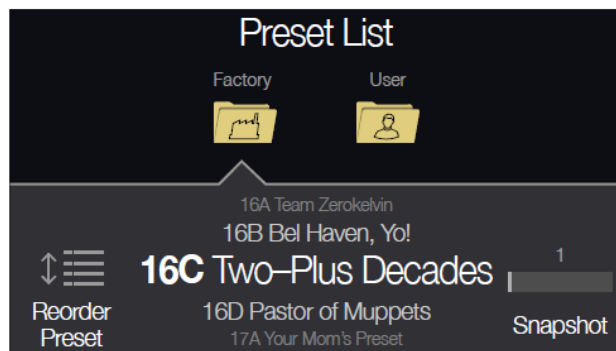 Preset List
Factory
User
16A Team Zerokelvin
16B Bel Haven, Yo!
16C Two–Plus Decades
16D Pastor of Muppets
17A Your Mom's Preset
Reorder
Preset
1
Snapshot